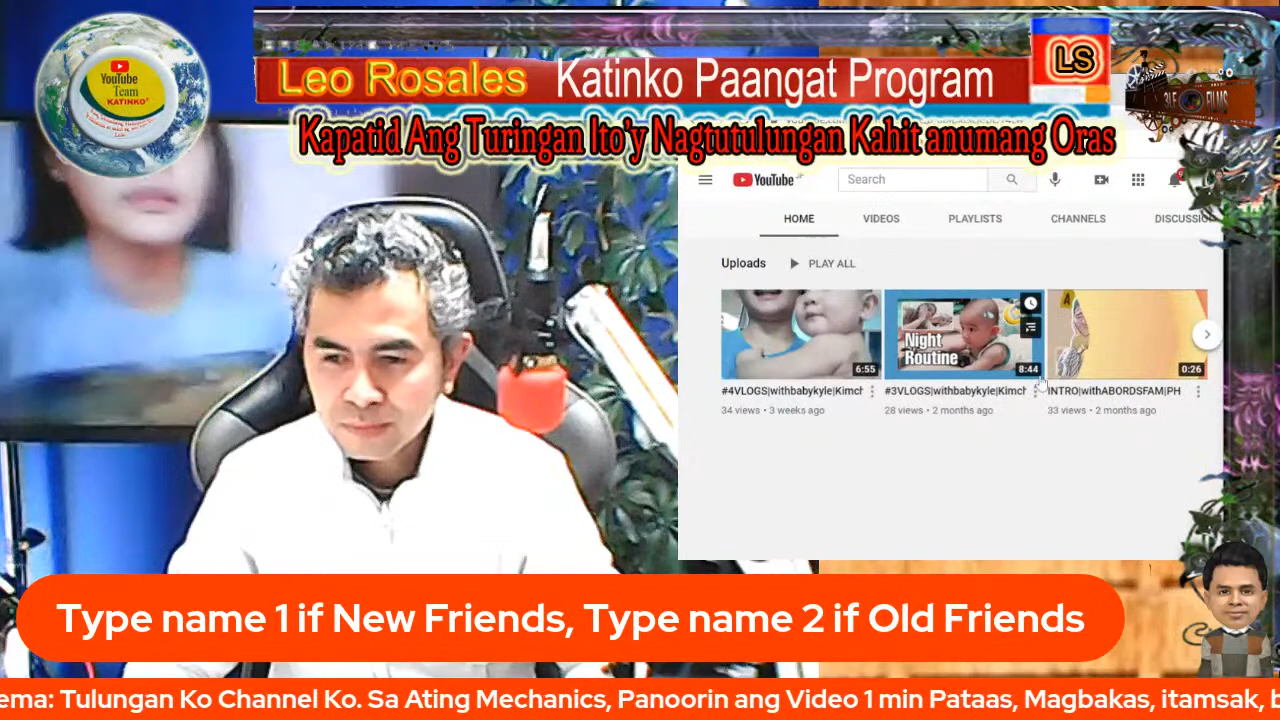 YouTube
Team
KATINKO
Leo Rosales Katinko Paangat Program
LS
3LF FILMS
Kapatid Ang Turingan Ito'y Nagtutulungan Kahit anumang Oras
YouTube
Search
HOME VIDEOS PLAYLISTS CHANNELS DISCUSSION
Uploads PLAY ALL
Night
Routine
A
6:55 8:44 0:26
#4VLOGS|withbabykyle|Kimch #3VLOGS|withbabykyle|Kimch INTRO|withABORDSFAM|PH
34 views • 3 weeks ago 28 views • 2 months ago 33 views • 2 months ago
Type name 1 if New Friends, Type name 2 if Old Friends
ema: Tulungan Ko Channel Ko. Sa Ating Mechanics, Panoorin ang Video 1 min Pataas, Magbakas, itamsak, b